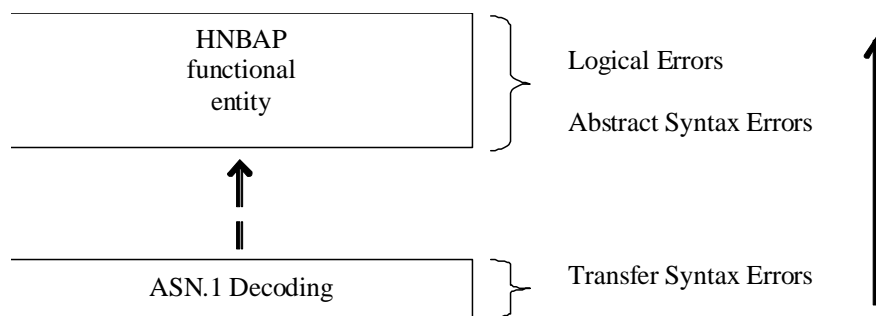 HNBAP
functional
entity
Logical Errors
Abstract Syntax Errors
ASN.1 Decoding
Transfer Syntax Errors